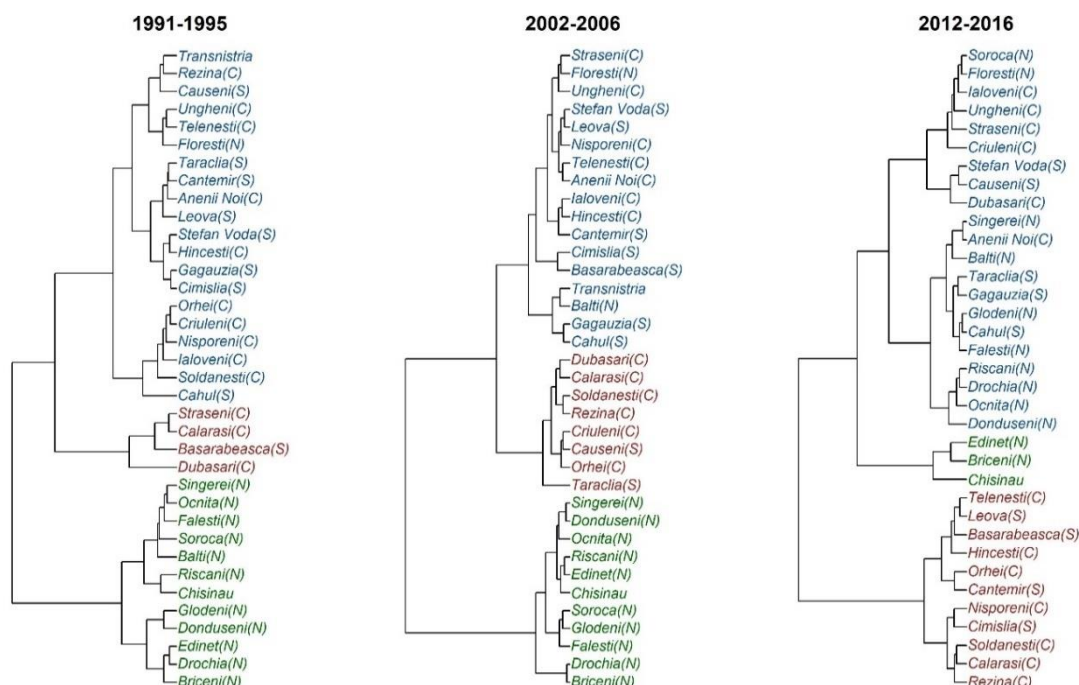 1991-1995
Transnistria
Rezina(C)
Causeni(S)
Ungheni(C)
Telenesti(C)
Floresti(N)
Taraclia(S)
Cantemir(S)
Anenii Noi(C)
Leova(S)
Stefan Voda(S)
Hincesti(C)
Gagauzia(S)
Cimislia(S)
Orhei(C)
Criuleni(C)
Nisporeni(C)
Ialoveni(C)
Soldanesti(C)
Cahul(S)
Straseni(C)
Calarasi(C)
Basarabeasca(S)
Dubasari(C)
Singerei(N)
Ocnita(N)
Falesti(N)
Soroca(N)
Balti(N)
Riscani(N)
Chisinau
Glodeni(N)
Donduseni(N)
Edinet(N)
Drochia(N)
Briceni(N)
2002-2006
Straseni(C)
Floresti(N)
Ungheni(C)
Stefan Voda(S)
Leova(S)
Nisporeni(C)
Telenesti(C)
Anenii Noi(C)
Ialoveni(C)
Hincesti(C)
Cantemir(S)
Cimislia(S)
Basarabeasca(S)
Transnistria
Balti(N)
Gagauzia(S)
Cahul(S)
Dubasari(C)
Calarasi(C)
Soldanesti(C)
Rezina(C)
Criuleni(C)
Causeni(S)
Orhei(C)
Taraclia(S)
Singerei(N)
Donduseni(N)
Ocnita(N)
Riscani(N)
Edinet(N)
Chisinau
Soroca(N)
Glodeni(N)
Falesti(N)
Drochia(N)
Briceni(N)
2012-2016
Soroca(N)
Floresti(N)
Ialoveni(C)
Ungheni(C)
Straseni(C)
Criuleni(C)
Stefan Voda(S)
Causeni(S)
Dubasari(C)
Singerei(N)
Anenii Noi(C)
Balti(N)
Taraclia(S)
Gagauzia(S)
Glodeni(N)
Cahul(S)
Falesti(N)
Riscani(N)
Drochia(N)
Ocnita(N)
Donduseni(N)
Edinet(N)
Briceni(N)
Chisinau
Telenesti(C)
Leova(S)
Basarabeasca(S)
Hincesti(C)
Orhei(C)
Cantemir(S)
Nisporeni(C)
Cimislia(S)
Soldanesti(C)
Calarasi(C)
Rezina(C)